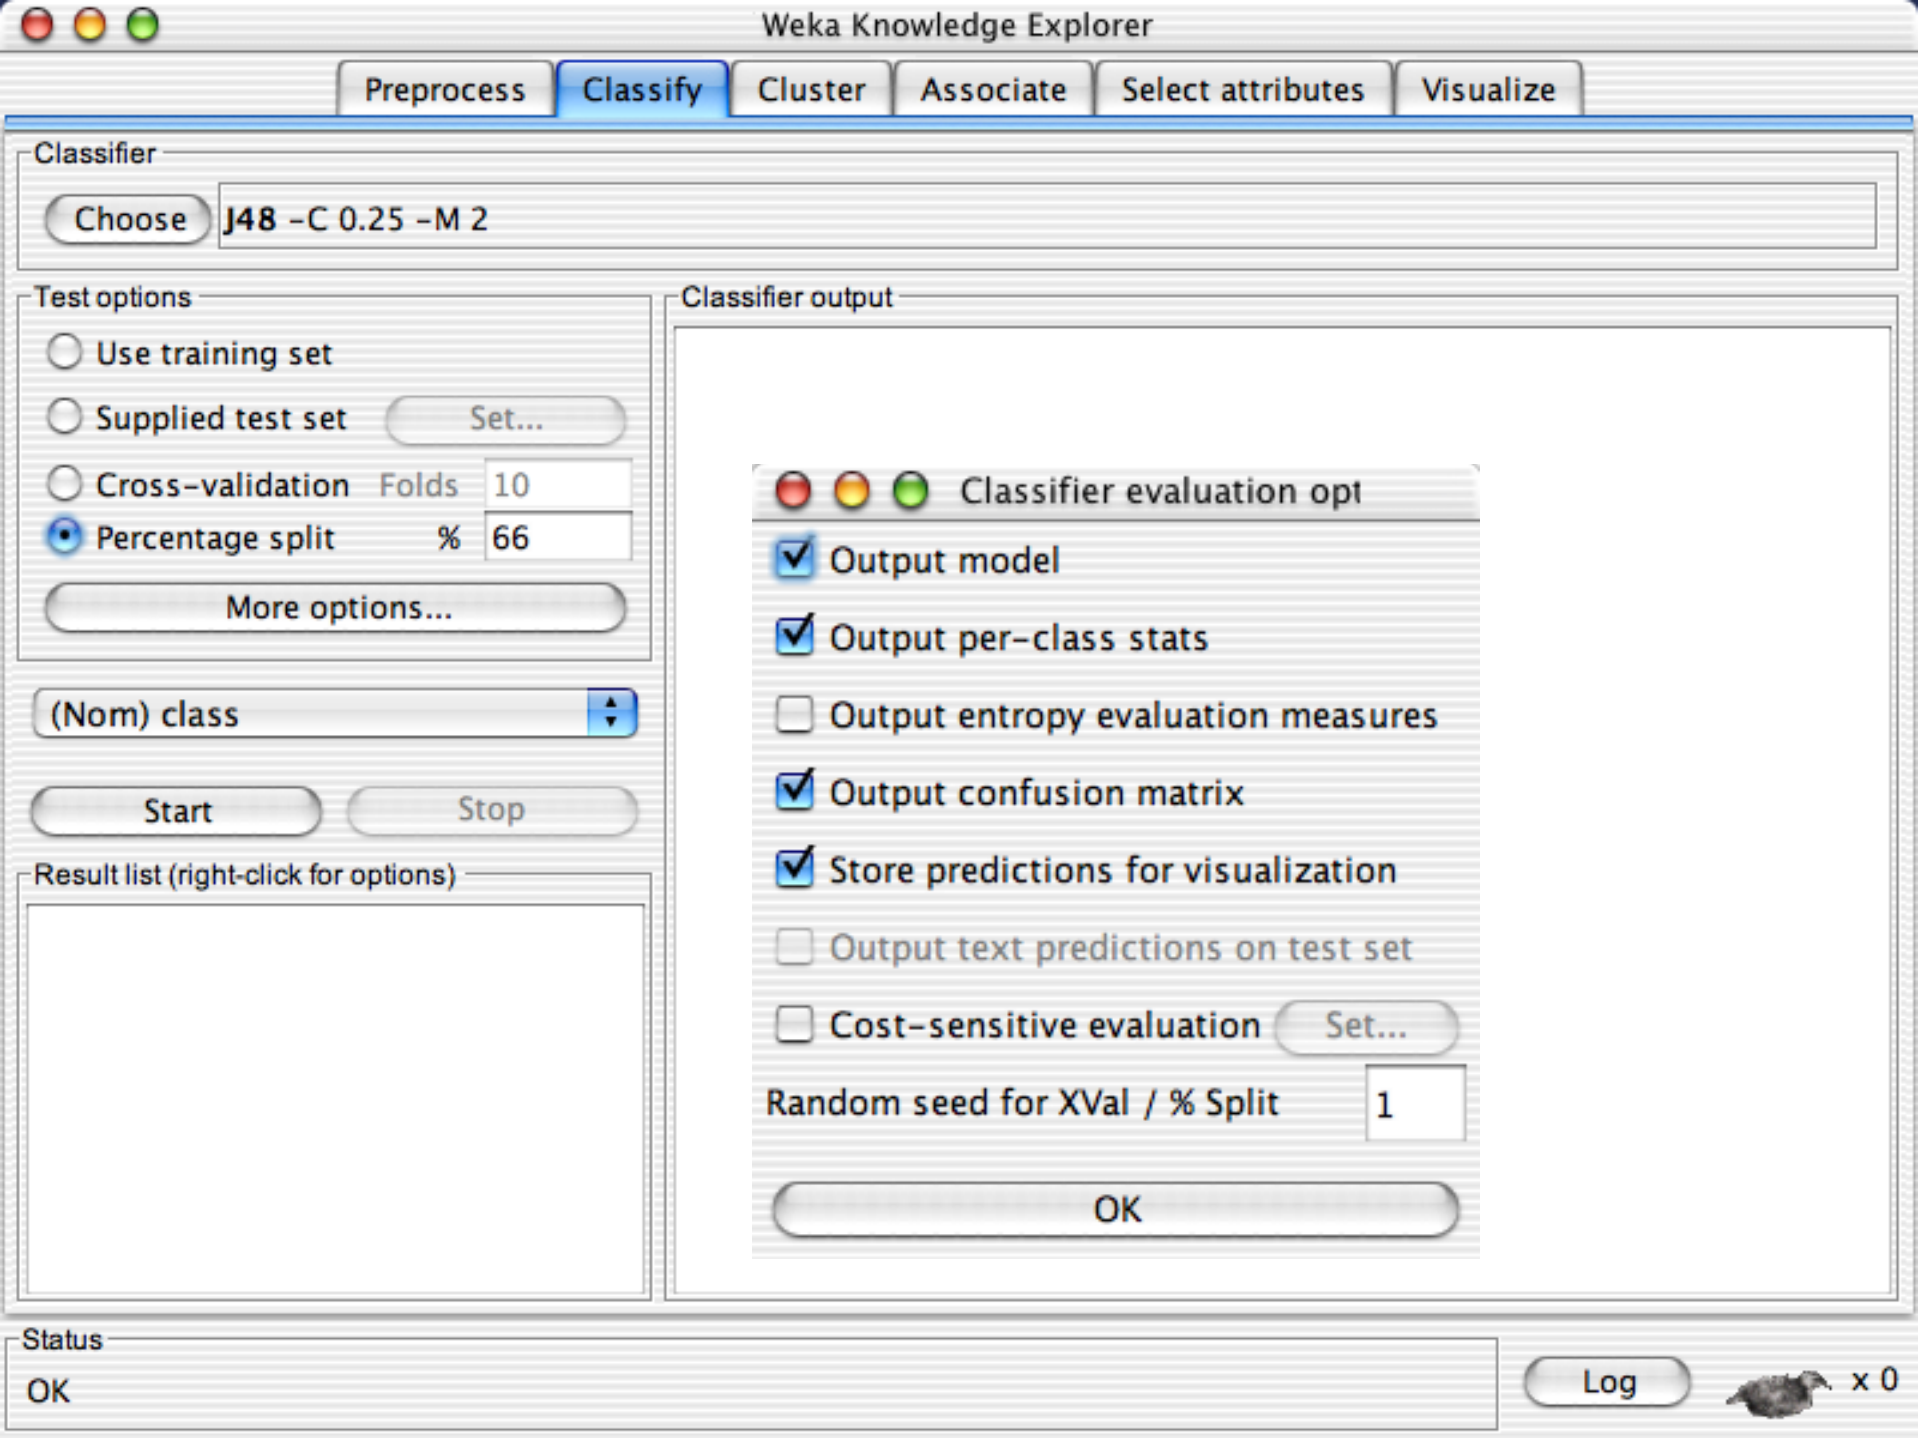 Weka Knowledge Explorer
Preprocess Classify Cluster Associate Select attributes Visualize
Classifier
Choose J48 -C 0.25 -M 2
Test options
Use training set
Supplied test set Set...
Cross-validation Folds 10
Percentage split % 66
More options...
(Nom) class
Start Stop
Result list (right-click for options)
Classifier output
Classifier evaluation opt
Output model
Output per-class stats
Output entropy evaluation measures
Output confusion matrix
Store predictions for visualization
Output text predictions on test set
Cost-sensitive evaluation Set...
Random seed for XVal / % Split 1
OK
Status
OK
Log x 0